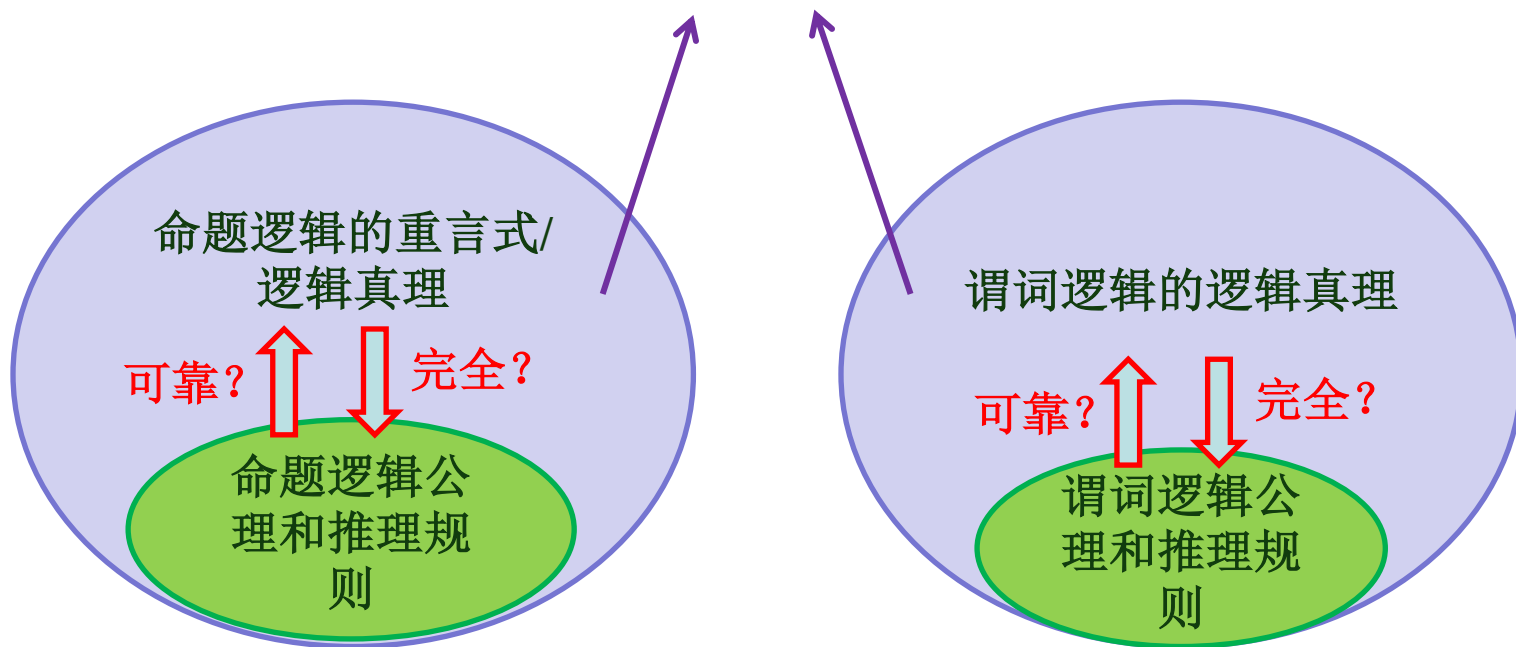 命题逻辑的重言式/
逻辑真理
可靠?
完全?
命题逻辑公
理和推理规
则
谓词逻辑的逻辑真理
可靠?
完全?
谓词逻辑公
理和推理规
则